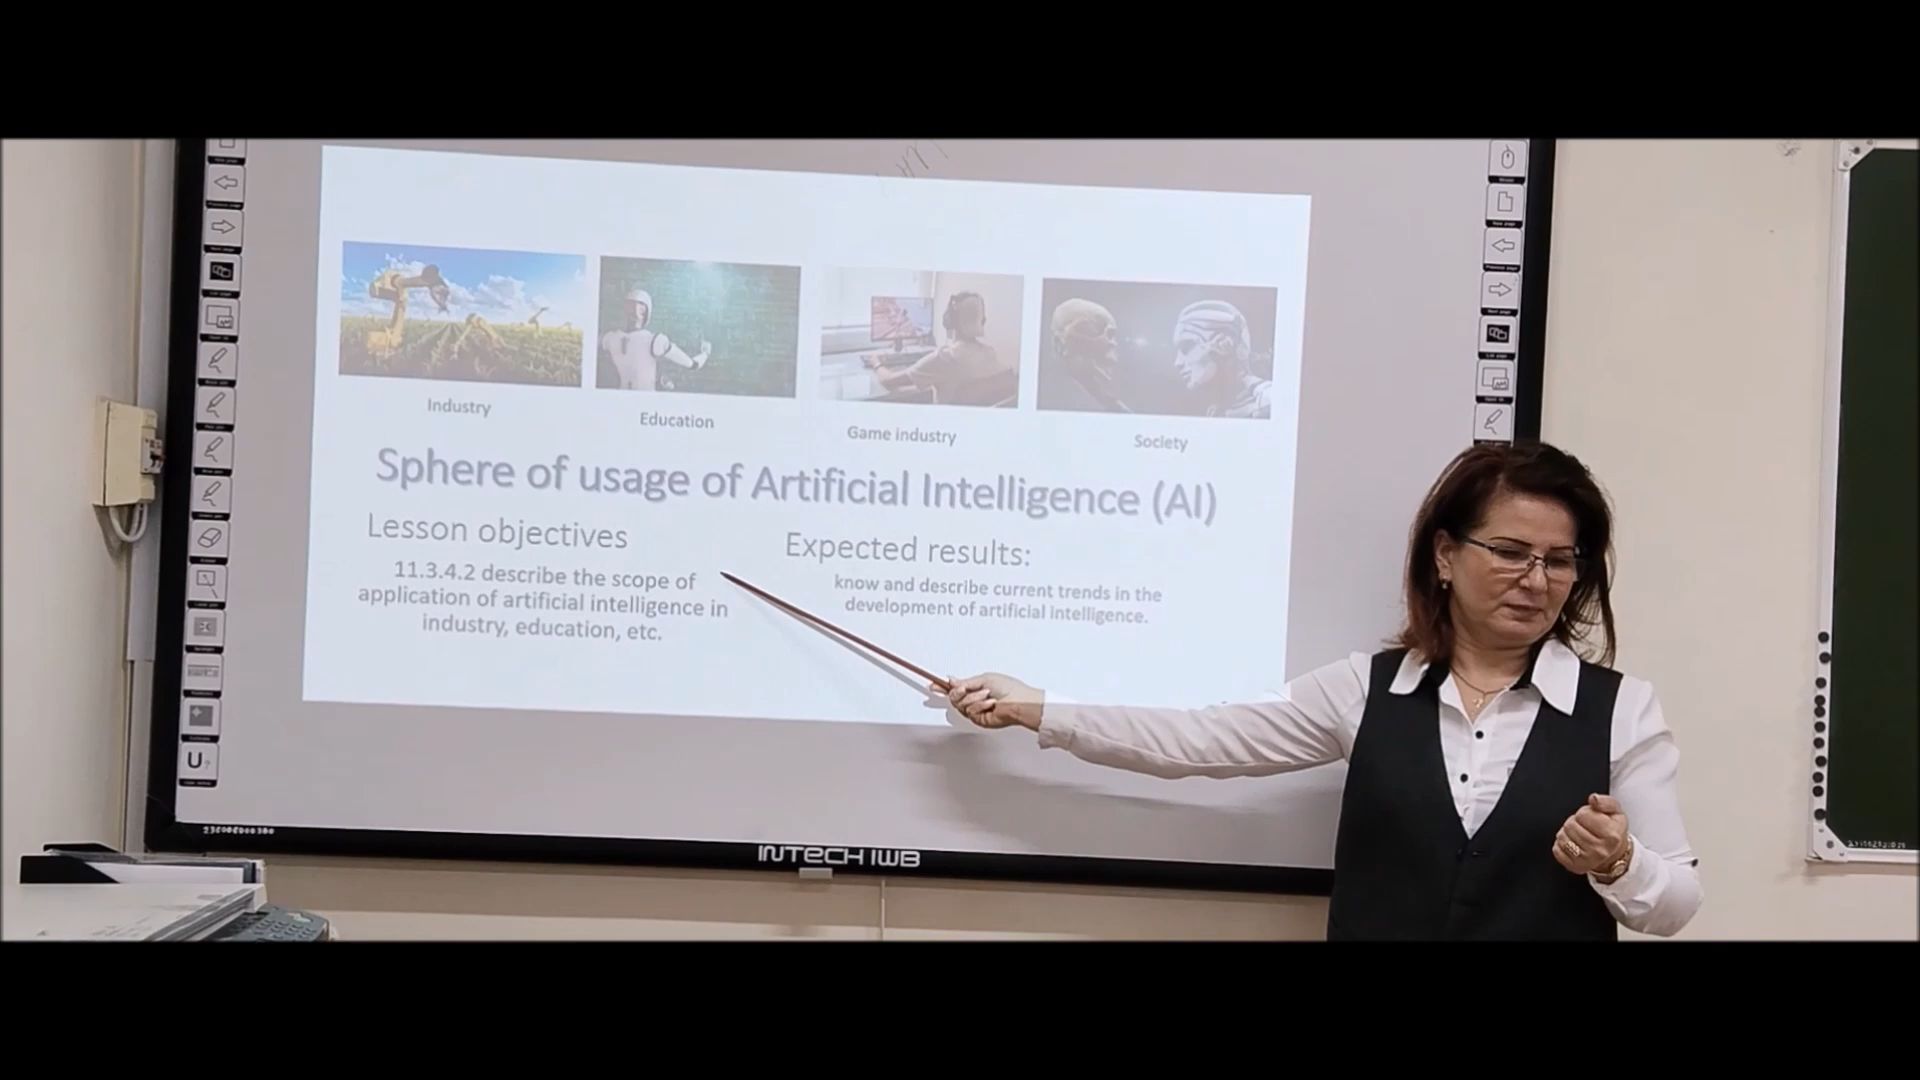 Industry
Education
Game industry
Society
Sphere of usage of Artificial Intelligence (AI)
Lesson objectives
11.3.4.2 describe the scope of
application of artificial intelligence in
industry, education, etc.
Expected results:
know and describe current trends in the
development of artificial intelligence.
U
INTECH IWB